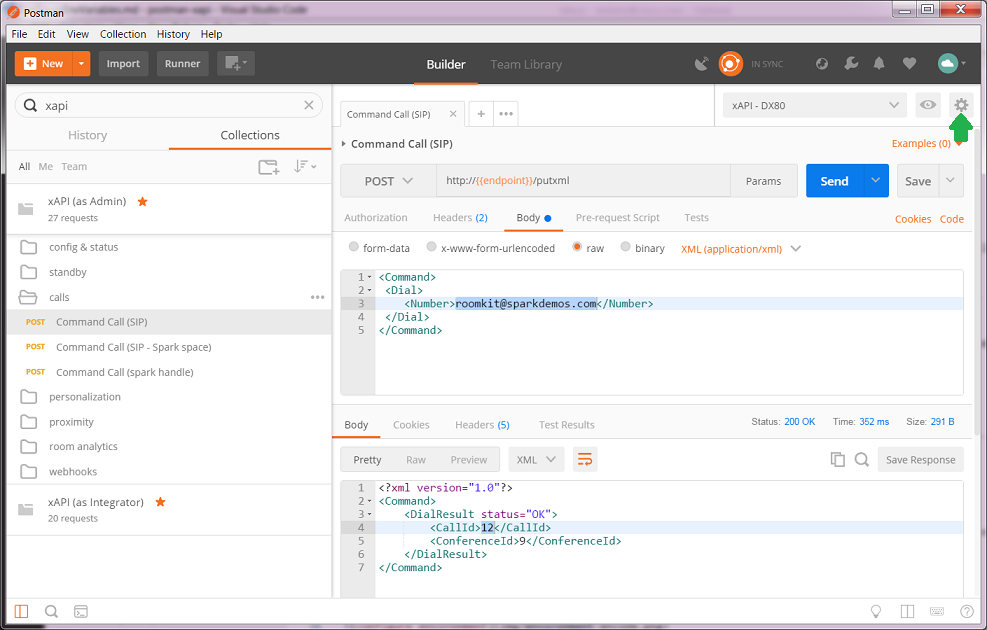 Postman
File Edit View Collection History Help
New Import Runner
Builder Team Library
IN SYNC
xapi
History Collections
All Me Team
xAPI (as Admin)
27 requests
config & status
standby
calls
POST Command Call (SIP)
POST Command Call (SIP - Spark space)
POST Command Call (spark handle)
personalization
proximity
room analytics
webhooks
xAPI (as Integrator)
20 requests
Command Call (SIP)
xAPI - DX80
Command Call (SIP)
Examples (0)
POST http://{{endpoint}}/putxml Params Send Save
Authorization Headers (2) Body Pre-request Script Tests Cookies Code
form-data x-www-form-urlencoded raw binary XML (application/xml)
1 <Command>
2 <Dial>
3 <Number>roomkit@sparkdemos.com</Number>
4 </Dial>
5 </Command>
Body Cookies Headers (5) Test Results Status: 200 OK Time: 352 ms Size: 291 B
Pretty Raw Preview XML Save Response
1 <?xml version="1.0"?>
2 <Command>
3 <DialResult status="OK">
4 <CallId>12</CallId>
5 <ConferenceId>9</ConferenceId>
6 </DialResult>
7 </Command>